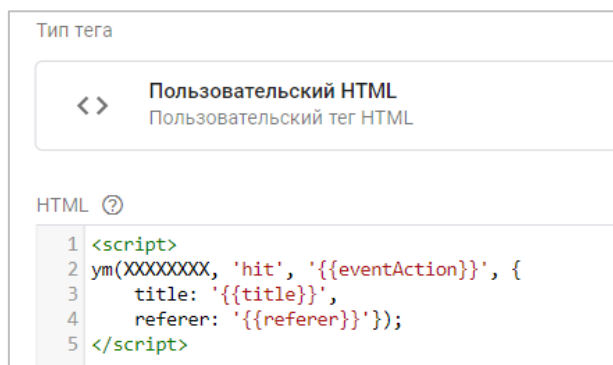 Тип тега
<> Пользовательский HTML
Пользовательский тег HTML
HTML ?
1 <script>
2 ym(XXXXXXXX, 'hit', '{{eventAction}}', {
3 title: '{{title}}',
4 referer: '{{referer}}'});
5 </script>